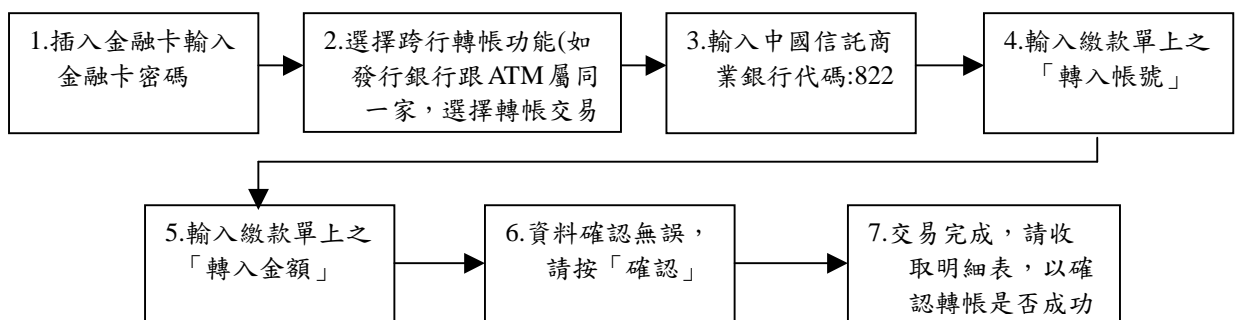 1.插入金融卡輸入
金融卡密碼
2.選擇跨行轉帳功能(如
發行銀行跟ATM屬同
一家，選擇轉帳交易
3.輸入中國信託商
業銀行代碼:822
4.輸入繳款單上之
「轉入帳號」
5.輸入繳款單上之
「轉入金額」
6.資料確認無誤，
請按「確認」
7.交易完成，請收
取明細表，以確
認轉帳是否成功